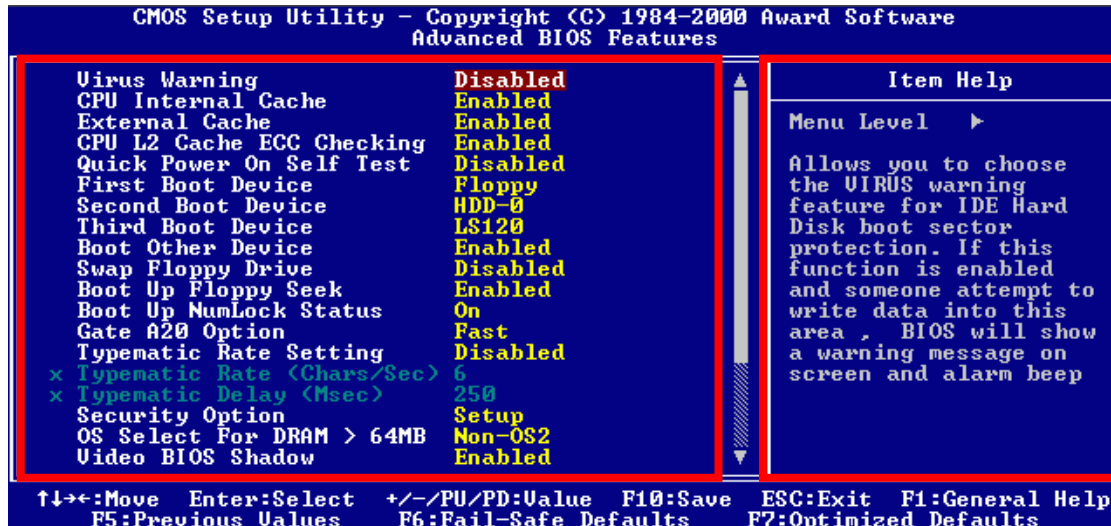 CMOS Setup Utility - Copyright (C) 1984-2000 Award Software
Advanced BIOS Features
Virus Warning Disabled
CPU Internal Cache Enabled
External Cache Enabled
CPU L2 Cache ECC Checking Enabled
Quick Power On Self Test Disabled
First Boot Device Floppy
Second Boot Device HDD-0
Third Boot Device LS120
Boot Other Device Enabled
Swap Floppy Drive Disabled
Boot Up Floppy Seek Enabled
Boot Up NumLock Status On
Gate A20 Option Fast
Typematic Rate Setting Disabled
x Typematic Rate (Chars/Sec) 6
x Typematic Delay (Msec) 250
Security Option Setup
OS Select For DRAM > 64MB Non-OS2
Video BIOS Shadow Enabled
Item Help
Menu Level ►
Allows you to choose
the VIRUS warning
feature for IDE Hard
Disk boot sector
protection. If this
function is enabled
and someone attempt to
write data into this
area , BIOS will show
a warning message on
screen and alarm beep
↑↓→←:Move Enter:Select +/-/PU/PD:Value F10:Save ESC:Exit F1:General Help
F5:Previous Values F6:Fail-Safe Defaults F7:Optimized Defaults